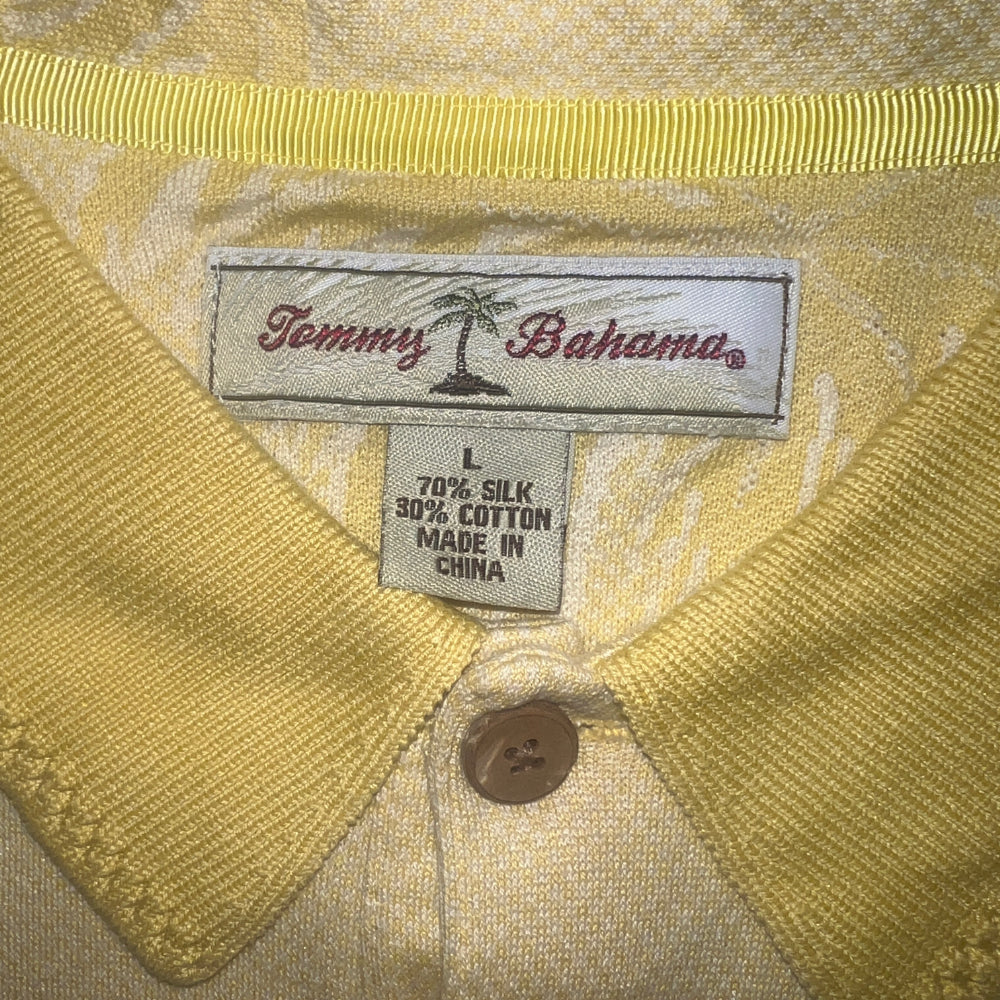 Tommy Bahama®
L
70% SILK
30% COTTON
MADE IN
CHINA